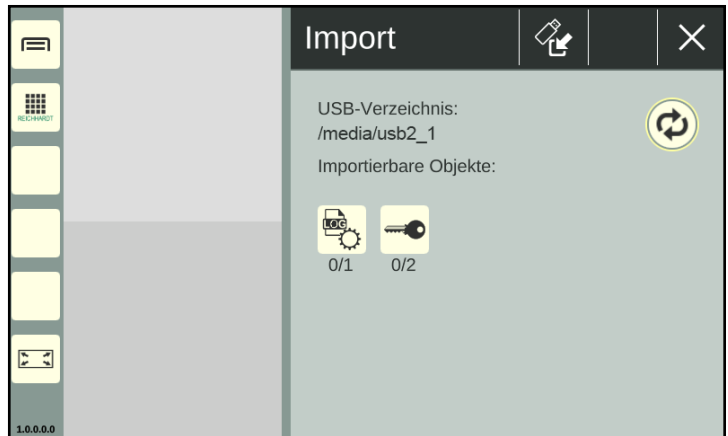 Import
REICHHARDT
USB-Verzeichnis:
/media/usb2_1
Importierbare Objekte:
LOG
0/1
0/2
1.0.0.0.0